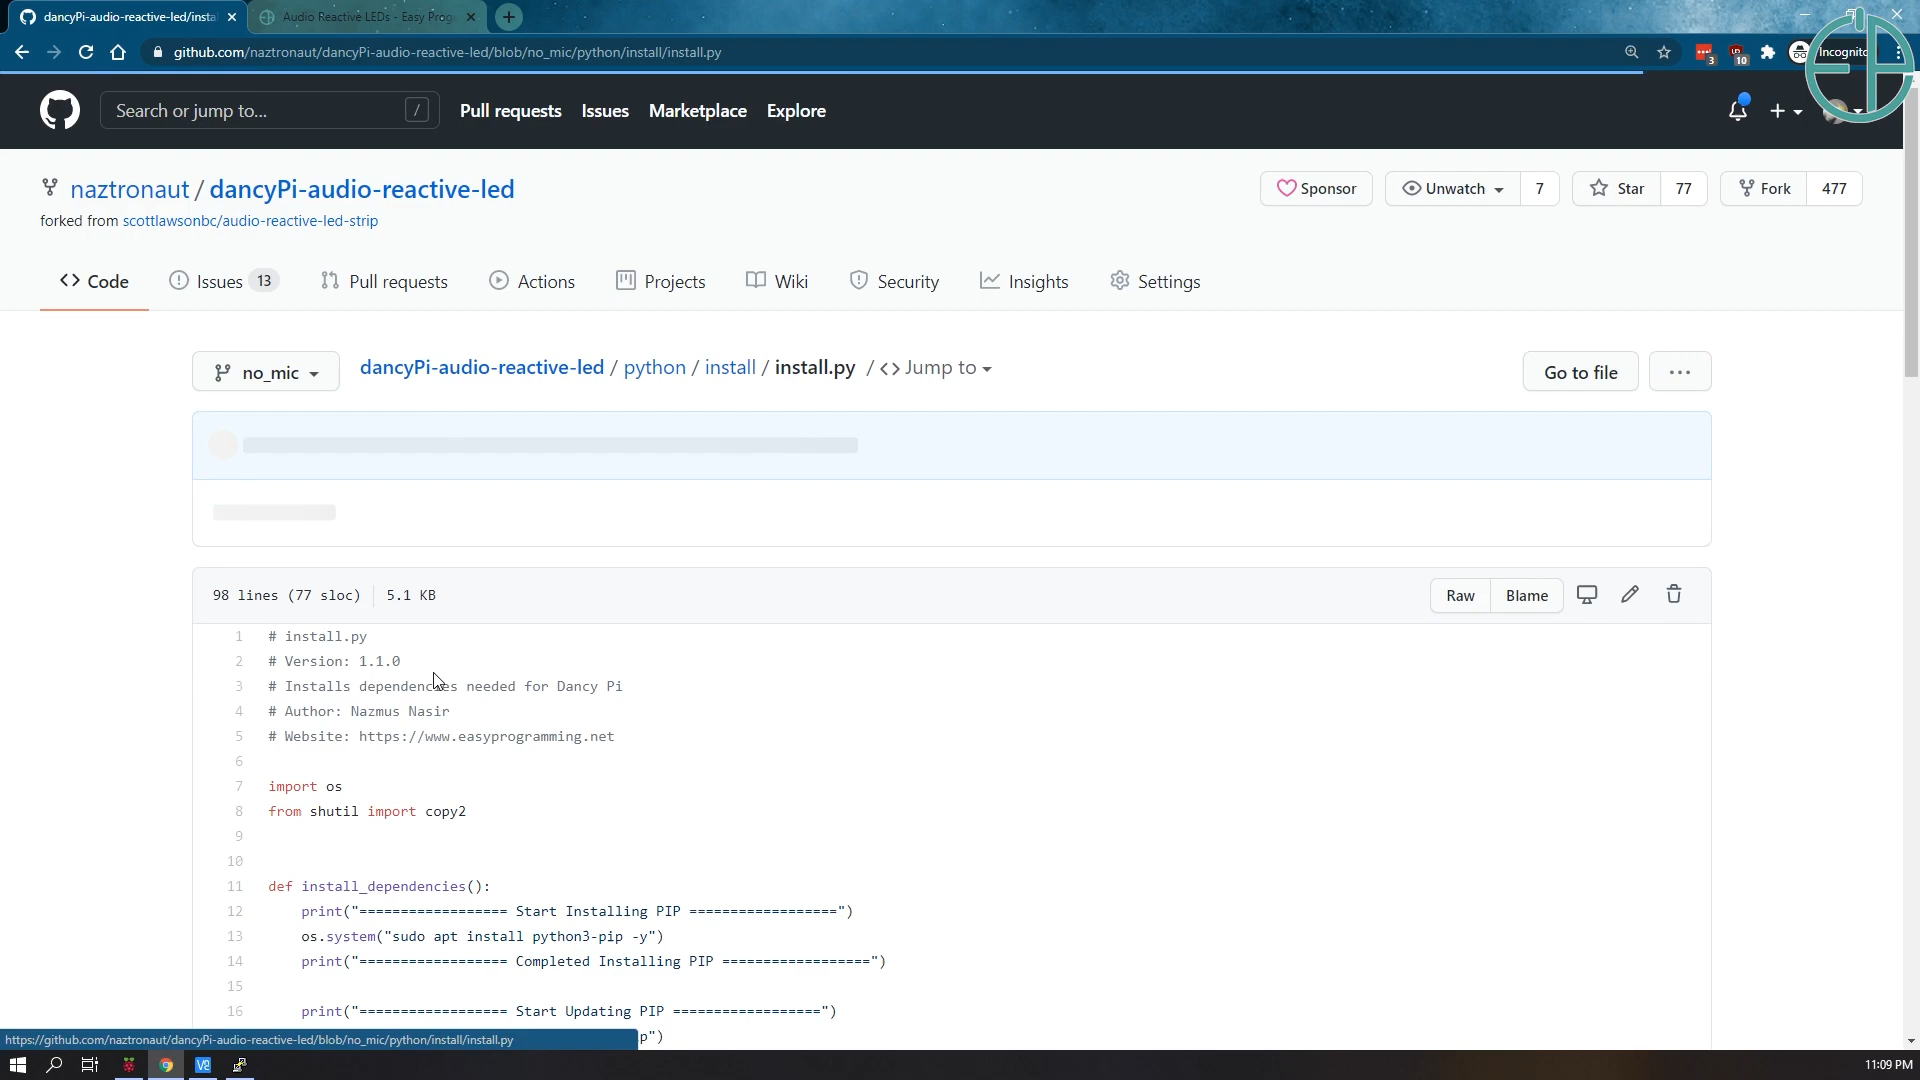 dancyPi-audio-reactive-led/insta
Audio Reactive LEDs - Easy Prog
github.com/naztronaut/dancyPi-audio-reactive-led/blob/no_mic/python/install/install.py
3
10
Incognito
Search or jump to...
/
Pull requests
Issues
Marketplace
Explore
naztronaut / dancyPi-audio-reactive-led
forked from scottlawsonbc/audio-reactive-led-strip
Sponsor
Unwatch
7
Star
77
Fork
477
Code
Issues 13
Pull requests
Actions
Projects
Wiki
Security
Insights
Settings
no_mic
dancyPi-audio-reactive-led / python / install / install.py / <> Jump to
Go to file
...
98 lines (77 sloc) 5.1 KB
Raw
Blame
1 # install.py
2 # Version: 1.1.0
3 # Installs dependencies needed for Dancy Pi
4 # Author: Nazmus Nasir
5 # Website: https://www.easyprogramming.net
6
7 import os
8 from shutil import copy2
9
10
11 def install_dependencies():
12 print("================== Start Installing PIP ==================")
13 os.system("sudo apt install python3-pip -y")
14 print("================== Completed Installing PIP ==================")
15
16 print("================== Start Updating PIP ==================")
p")
https://github.com/naztronaut/dancyPi-audio-reactive-led/blob/no_mic/python/install/install.py
11:09 PM